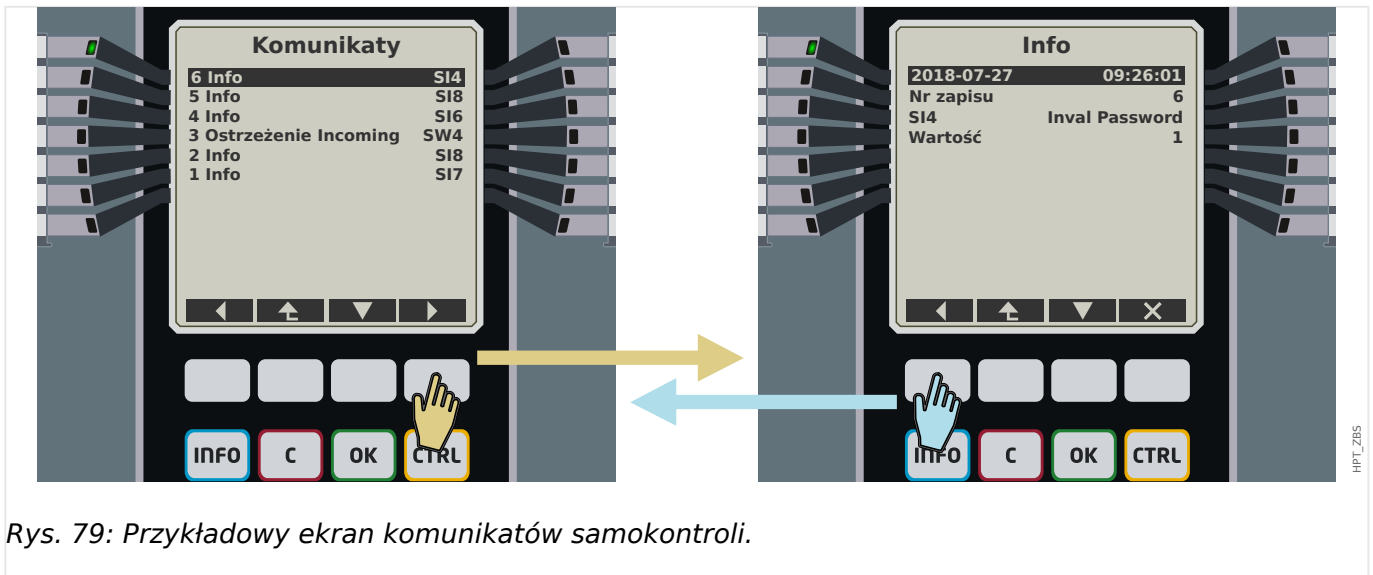 Komunikaty
6 Info SI4
5 Info SI8
4 Info SI6
3 Ostrzeżenie Incoming SW4
2 Info SI8
1 Info SI7
INFO C OK CTRL
Info
2018-07-27 09:26:01
Nr zapisu 6
SI4 Inval Password
Wartość 1
INFO C OK CTRL
HPT_ZBS
Rys. 79: Przykładowy ekran komunikatów samokontroli.